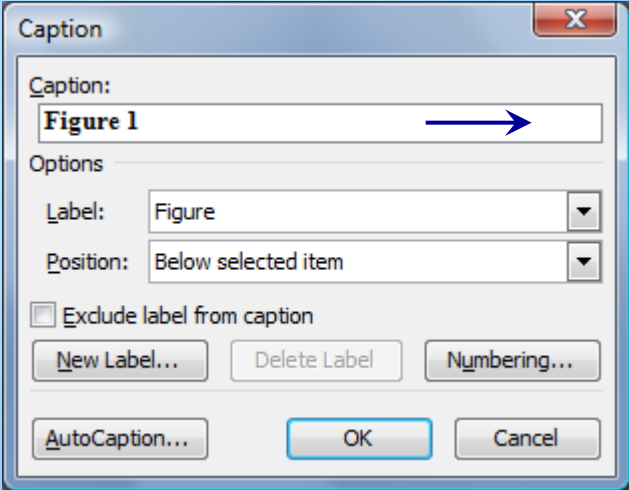 Caption
Caption:
Figure 1
Options
Label: Figure
Position: Below selected item
Exclude label from caption
New Label... Delete Label Numbering...
AutoCaption... OK Cancel